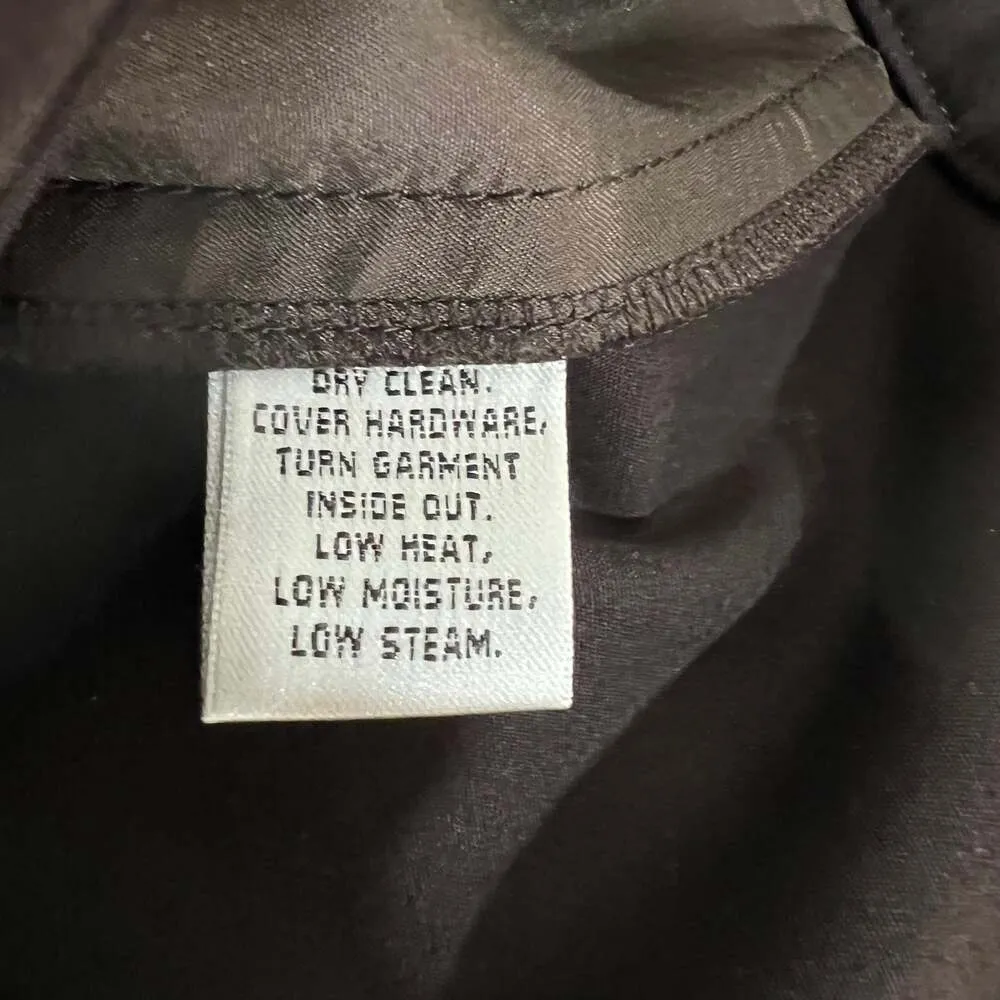 DRY CLEAN.
COVER HARDWARE,
TURN GARMENT
INSIDE OUT.
LOW HEAT,
LOW MOISTURE,
LOW STEAM.